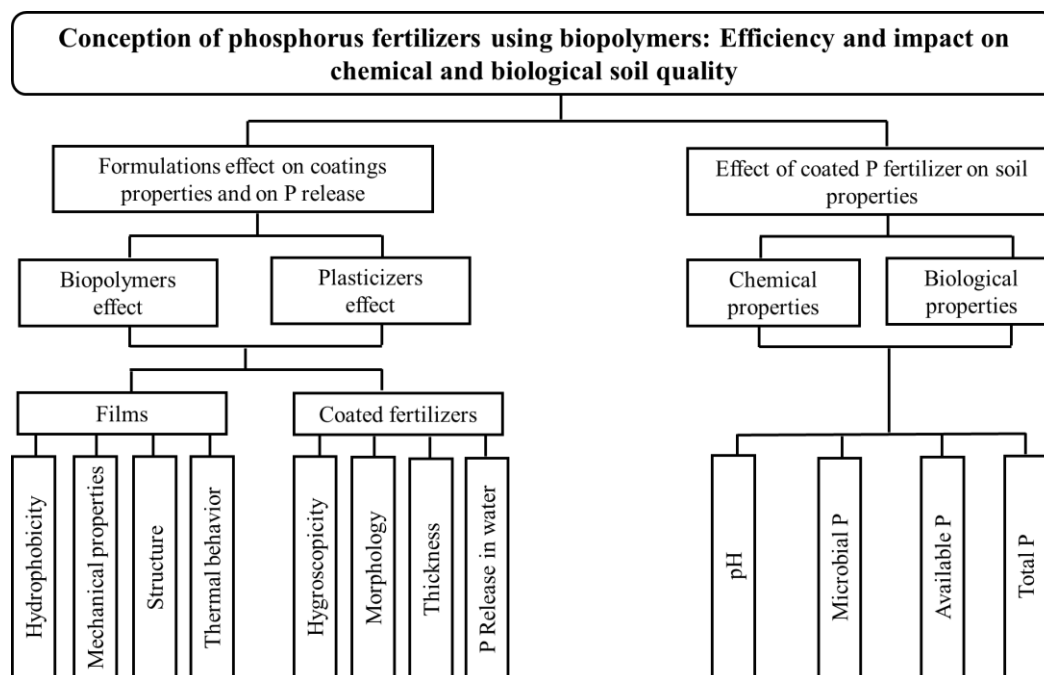 Conception of phosphorus fertilizers using biopolymers: Efficiency and impact on
chemical and biological soil quality
Formulations effect on coatings
properties and on P release
Effect of coated P fertilizer on soil
properties
Biopolymers
effect
Plasticizers
effect
Chemical
properties
Biological
properties
Films
Coated fertilizers
Hydrophobicity
Mechanical properties
Structure
Thermal behavior
Hygroscopicity
Morphology
Thickness
P Release in water
pH
Microbial P
Available P
Total P